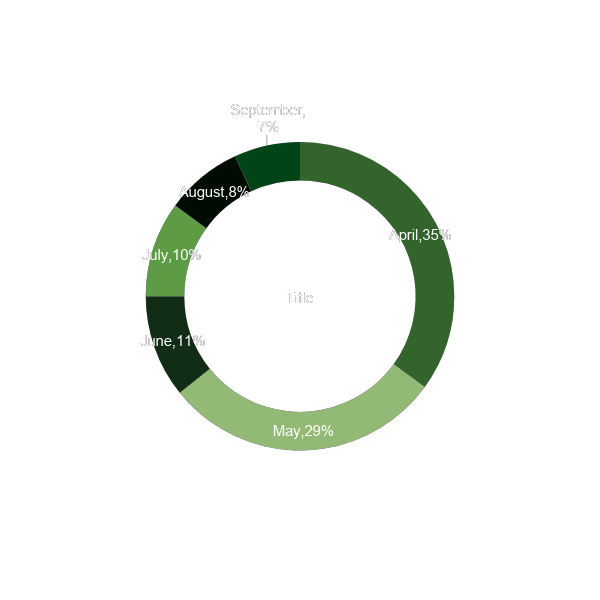 September,
7%
August,8%
April,35%
July,10%
Title
June,11%
May,29%